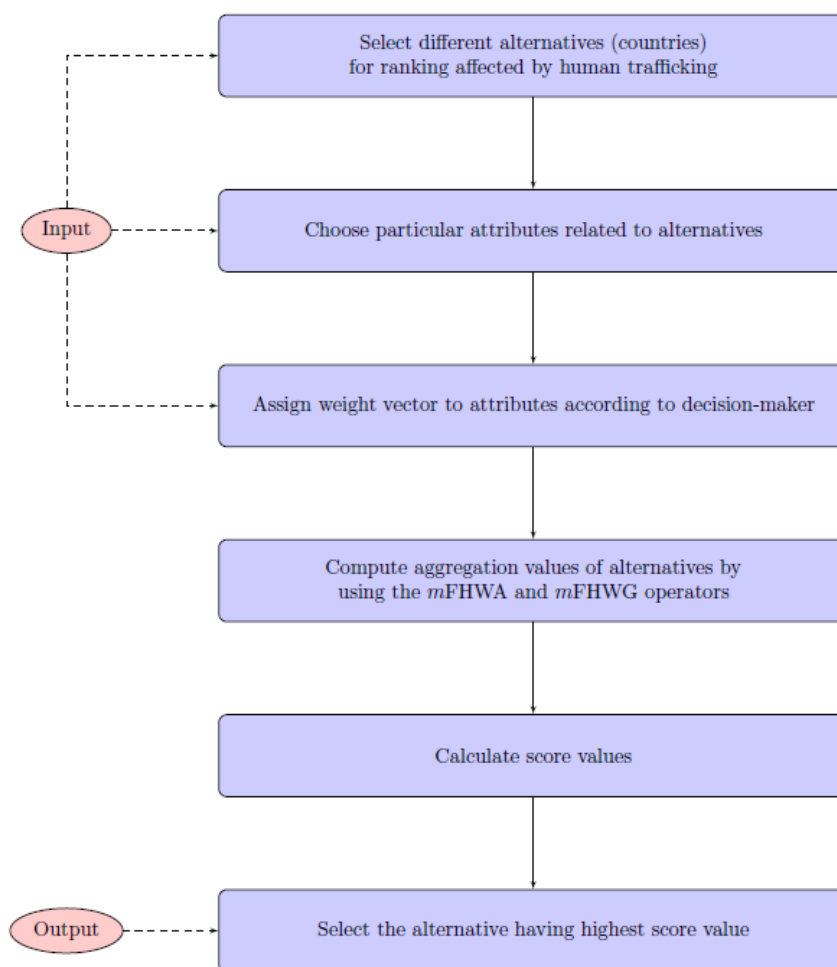 Select different alternatives (countries)
for ranking affected by human trafficking
Input
Choose particular attributes related to alternatives
Assign weight vector to attributes according to decision-maker
Compute aggregation values of alternatives by
using the mFHWA and mFHWG operators
Calculate score values
Output
Select the alternative having highest score value